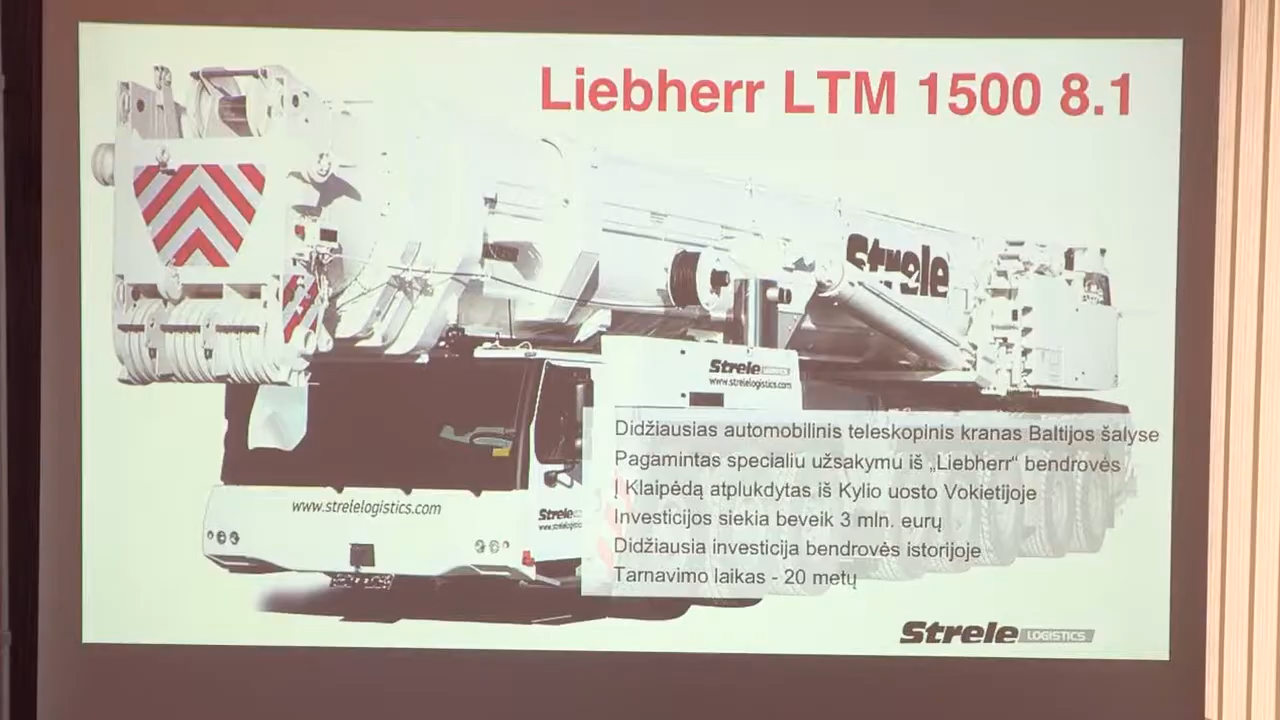 Liebherr LTM 1500 8.1
Strele
Strele LOGISTICS
www.strelelogistics.com
Didžiausias automobilinis teleskopinis kranas Baltijos šalyse
Pagamintas specialiu užsakymu iš „Liebherr“ bendrovės
Į Klaipėdą atplukdytas iš Kylio uosto Vokietijoje
www.strelelogistics.com
Strele
Investicijos siekia beveik 3 mln. eurų
Didžiausia investicija bendrovės istorijoje
Tarnavimo laikas - 20 metų
Strele LOGISTICS